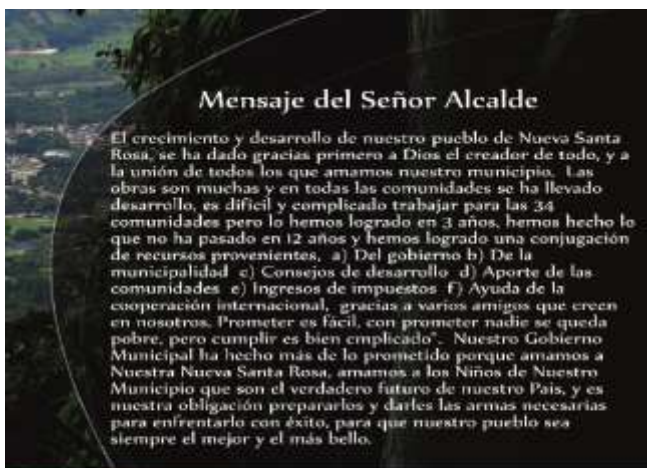 Mensaje del Señor Alcalde
El crecimiento y desarrollo de nuestro pueblo de Nueva Santa
Rosa, se ha dado gracias primero a Dios el creador de todo, y a
la unión de todos los que amamos nuestro municipio. Las
obras son muchas y en todas las comunidades se ha llevado
desarrollo, es difícil y complicado trabajar para las 34
comunidades pero lo hemos logrado en 3 años, hemos hecho lo
que no ha pasado en 12 años y hemos logrado una conjugación
de recursos provenientes, a) Del gobierno b) De la
municipalidad c) Consejos de desarrollo d) Aporte de las
comunidades e) Ingresos de impuestos f) Ayuda de la
cooperación internacional, gracias a varios amigos que creen
en nosotros. Prometer es fácil, con prometer nadie se queda
pobre, pero cumplir es bien cmplicado". Nuestro Gobierno
Municipal ha hecho más de lo prometido porque amamos a
Nuestra Nueva Santa Rosa, amamos a los Niños de Nuestro
Municipio que son el verdadero futuro de nuestro País, y es
nuestra obligación prepararlos y darles las armas necesarias
para enfrentarlo con éxito, para que nuestro pueblo sea
siempre el mejor y el más bello.